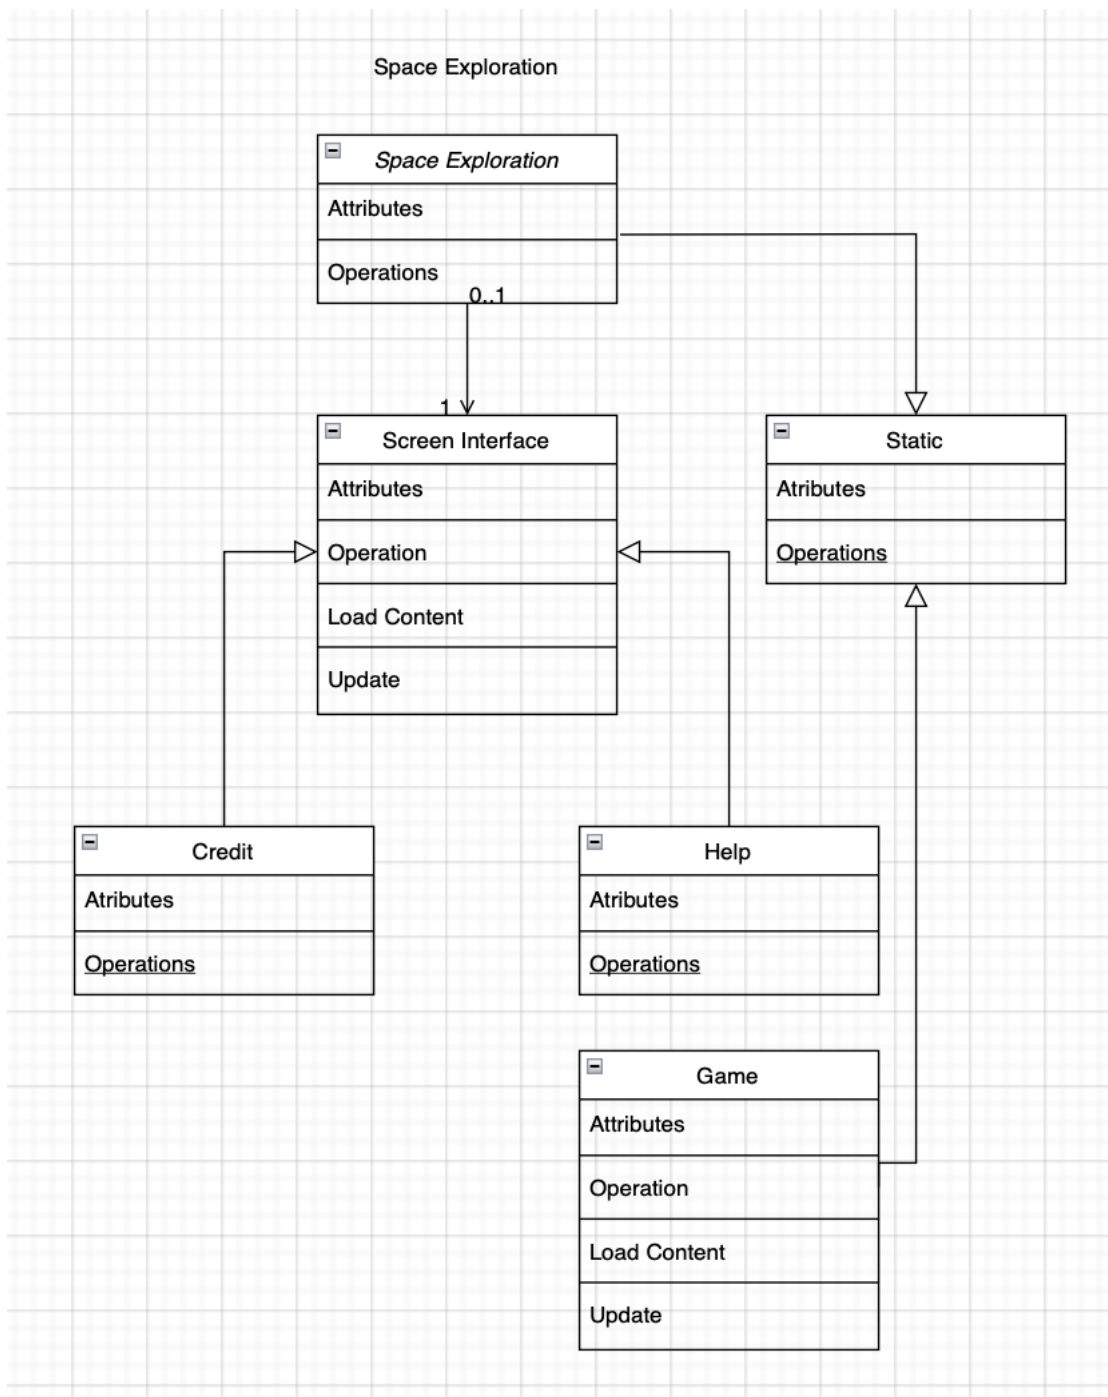 Space Exploration
Space Exploration
Attributes
Operations
0..1
1
Screen Interface
Attributes
Operation
Load Content
Update
Static
Atributes
Operations
Credit
Atributes
Operations
Help
Atributes
Operations
Game
Attributes
Operation
Load Content
Update